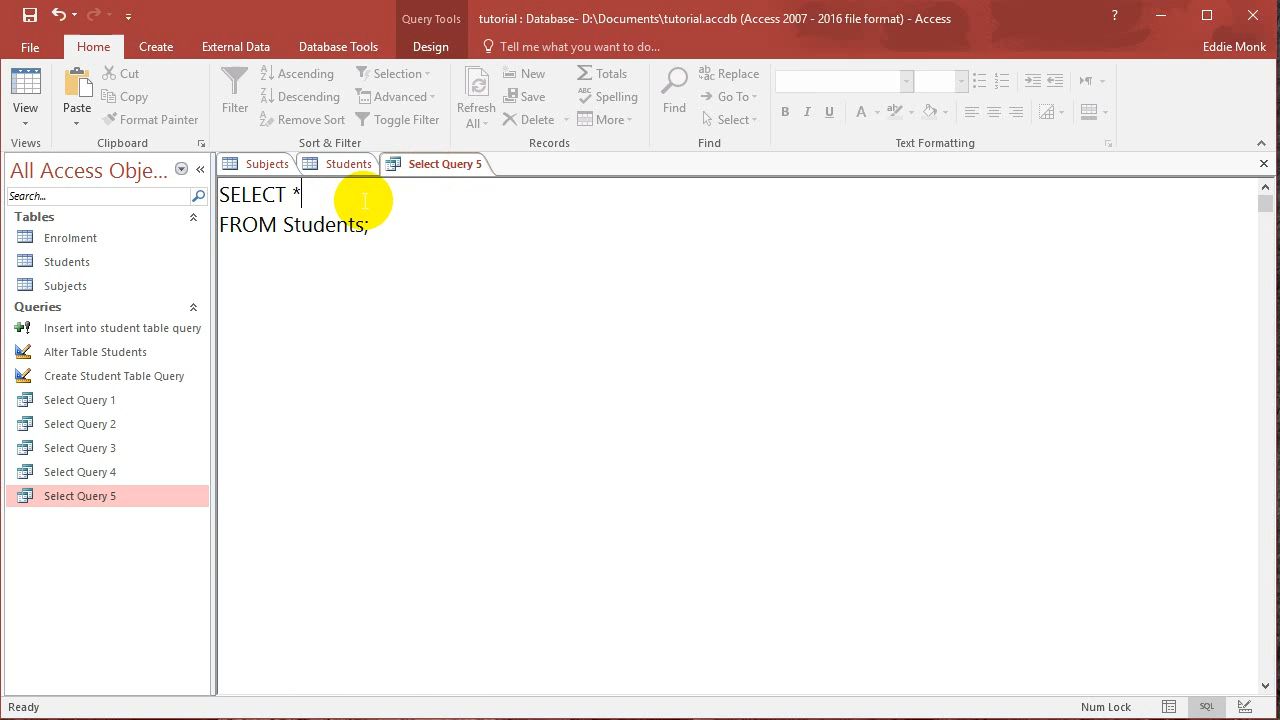 Query Tools
tutorial : Database- D:\Documents\tutorial.accdb (Access 2007 - 2016 file format) - Access
?
File
Home
Create
External Data
Database Tools
Design
Tell me what you want to do...
Eddie Monk
View
Views
Paste
Cut
Copy
Format Painter
Clipboard
Filter
Ascending
Descending
Remove Sort
Selection
Advanced
Toggle Filter
Sort & Filter
Refresh
All
New
Save
Delete
Totals
Spelling
More
Records
Find
Replace
Go To
Select
Find
B I U A
Text Formatting
All Access Obje...
Search...
Tables
Enrolment
Students
Subjects
Queries
Insert into student table query
Alter Table Students
Create Student Table Query
Select Query 1
Select Query 2
Select Query 3
Select Query 4
Select Query 5
Subjects
Students
Select Query 5
SELECT *
FROM Students;
Ready
Num Lock
SQL